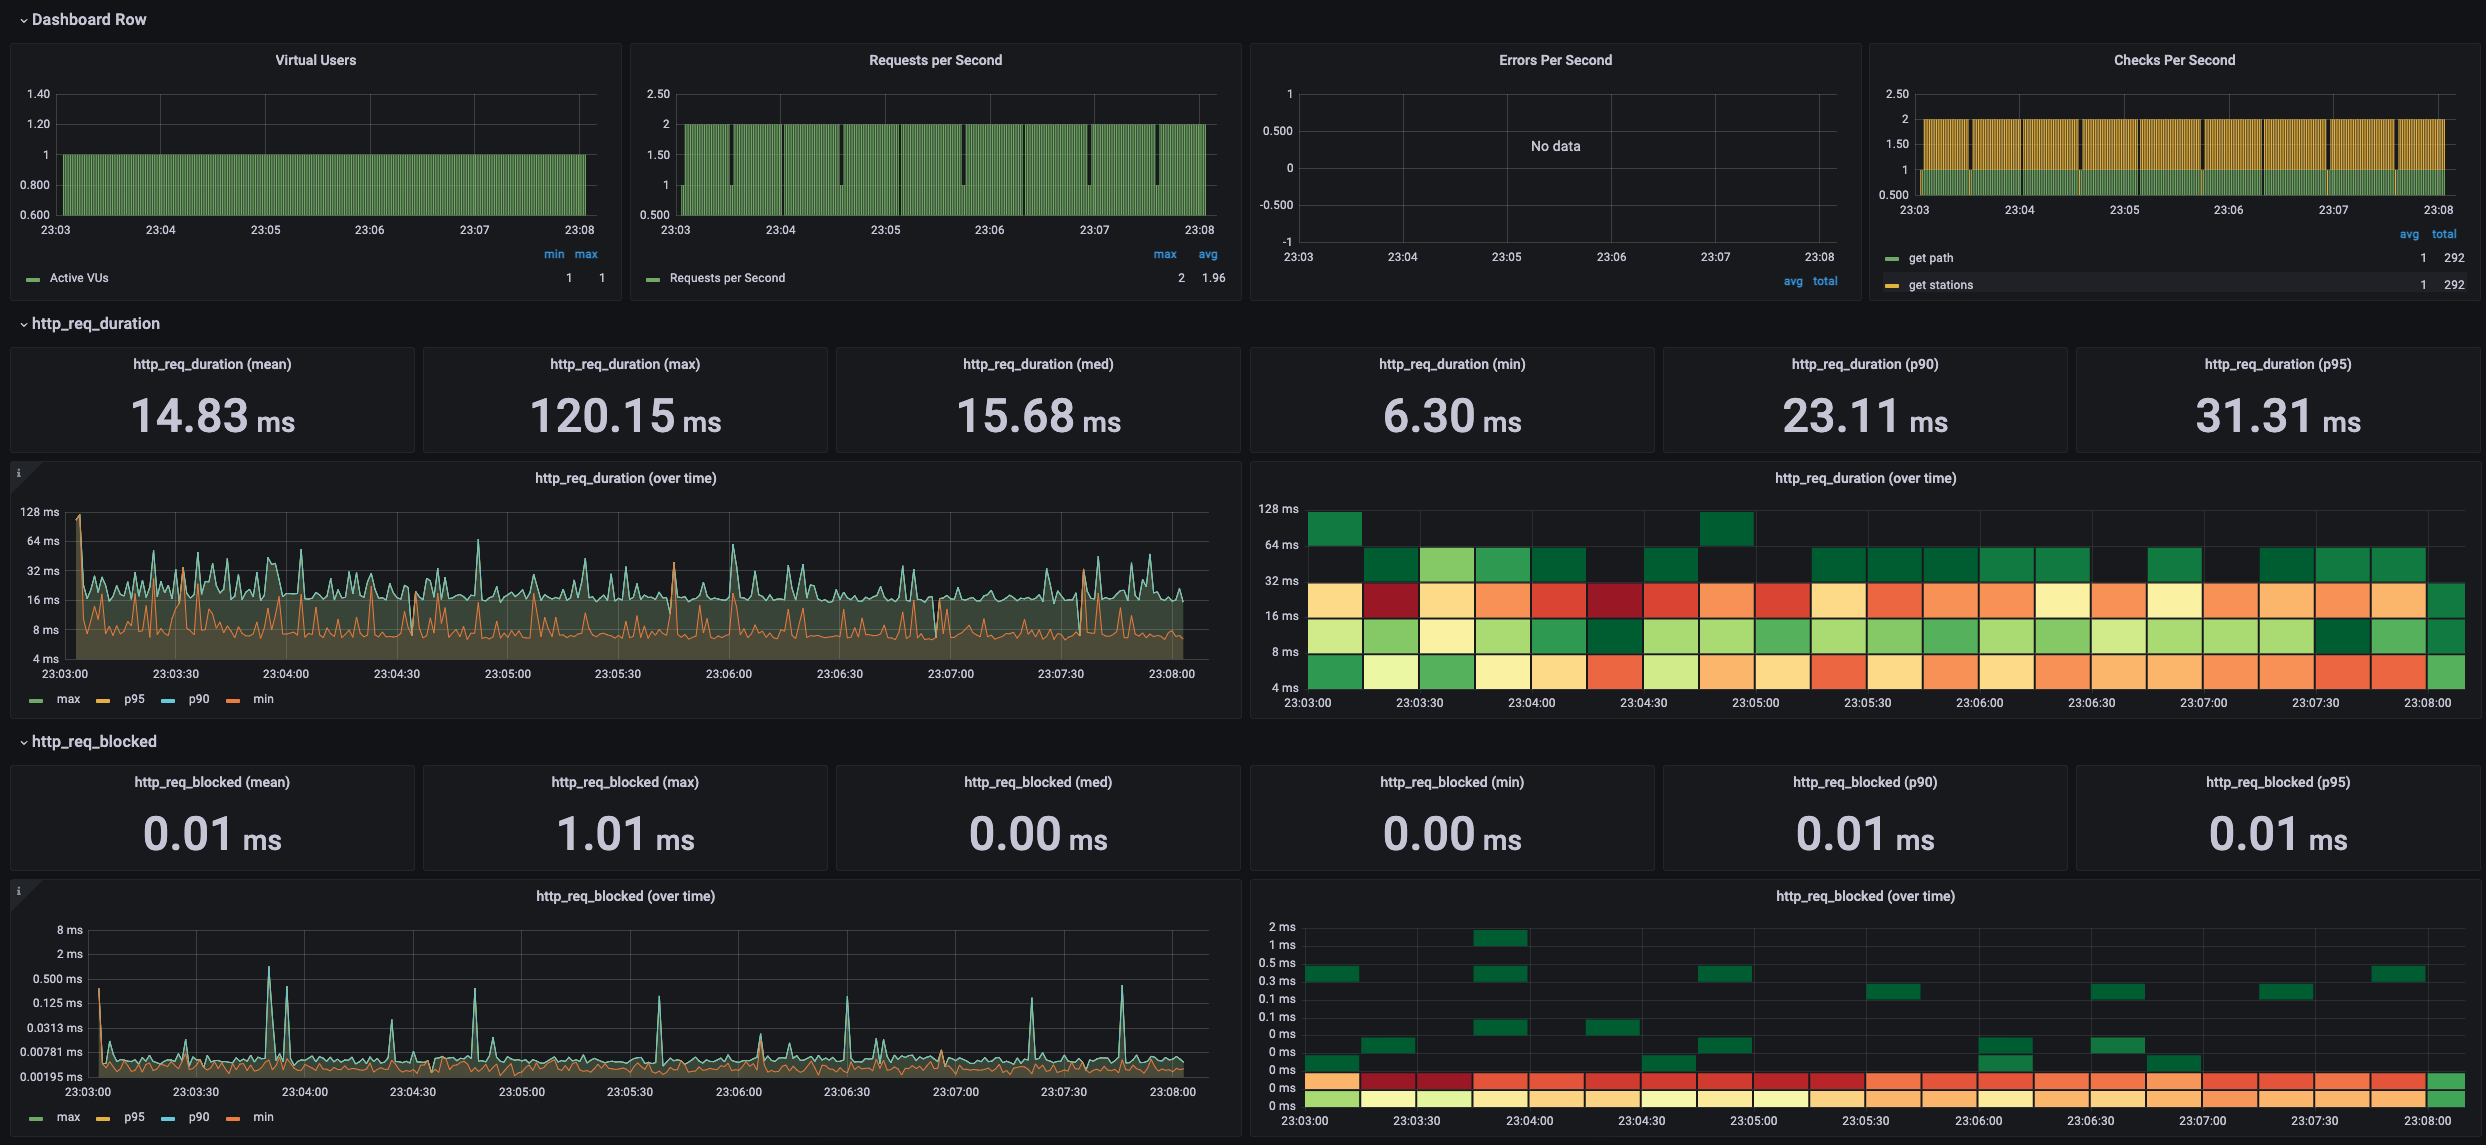 Dashboard Row
Virtual Users
1.40
1.20
1
0.800
0.600
23:03 23:04 23:05 23:06 23:07 23:08
min max
Active VUs 1 1
Requests per Second
2.50
2
1.50
1
0.500
23:03 23:04 23:05 23:06 23:07 23:08
max avg
Requests per Second 2 1.96
Errors Per Second
1
0.500
0
-0.500
-1
No data
23:03 23:04 23:05 23:06 23:07 23:08
avg total
Checks Per Second
2.50
2
1.50
1
0.500
23:03 23:04 23:05 23:06 23:07 23:08
avg total
get path 1 292
get stations 1 292
http_req_duration
http_req_duration (mean)
14.83 ms
http_req_duration (max)
120.15 ms
http_req_duration (med)
15.68 ms
http_req_duration (min)
6.30 ms
http_req_duration (p90)
23.11 ms
http_req_duration (p95)
31.31 ms
i
http_req_duration (over time)
128 ms
64 ms
32 ms
16 ms
8 ms
4 ms
23:03:00 23:03:30 23:04:00 23:04:30 23:05:00 23:05:30 23:06:00 23:06:30 23:07:00 23:07:30 23:08:00
max p95 p90 min
http_req_duration (over time)
128 ms
64 ms
32 ms
16 ms
8 ms
4 ms
23:03:00 23:03:30 23:04:00 23:04:30 23:05:00 23:05:30 23:06:00 23:06:30 23:07:00 23:07:30 23:08:00
http_req_blocked
http_req_blocked (mean)
0.01 ms
http_req_blocked (max)
1.01 ms
http_req_blocked (med)
0.00 ms
http_req_blocked (min)
0.00 ms
http_req_blocked (p90)
0.01 ms
http_req_blocked (p95)
0.01 ms
i
http_req_blocked (over time)
8 ms
2 ms
0.500 ms
0.125 ms
0.0313 ms
0.00781 ms
0.00195 ms
23:03:00 23:03:30 23:04:00 23:04:30 23:05:00 23:05:30 23:06:00 23:06:30 23:07:00 23:07:30 23:08:00
max p95 p90 min
http_req_blocked (over time)
2 ms
1 ms
0.5 ms
0.3 ms
0.1 ms
0.1 ms
0 ms
0 ms
0 ms
0 ms
0 ms
23:03:00 23:03:30 23:04:00 23:04:30 23:05:00 23:05:30 23:06:00 23:06:30 23:07:00 23:07:30 23:08:00